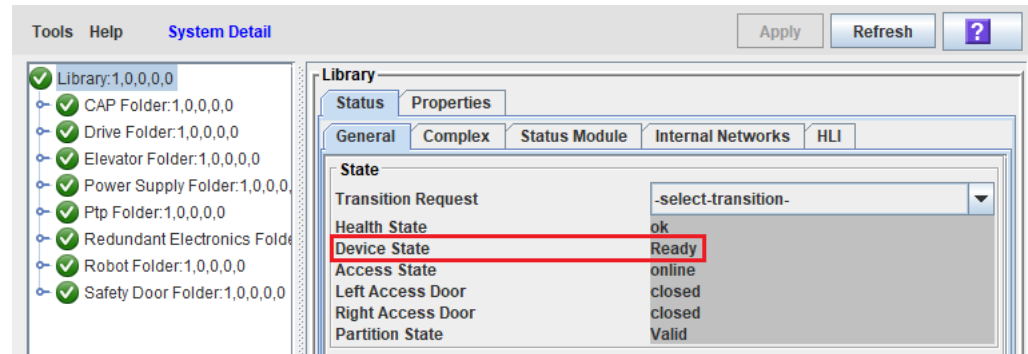 Tools Help System Detail Apply Refresh ?
Library:1,0,0,0,0
CAP Folder:1,0,0,0,0
Drive Folder:1,0,0,0,0
Elevator Folder:1,0,0,0,0
Power Supply Folder:1,0,0,0,
Ptp Folder:1,0,0,0,0
Redundant Electronics Folde
Robot Folder:1,0,0,0,0
Safety Door Folder:1,0,0,0,0
Library
Status Properties
General Complex Status Module Internal Networks HLI
State
Transition Request -select-transition-
Health State ok
Device State Ready
Access State online
Left Access Door closed
Right Access Door closed
Partition State Valid